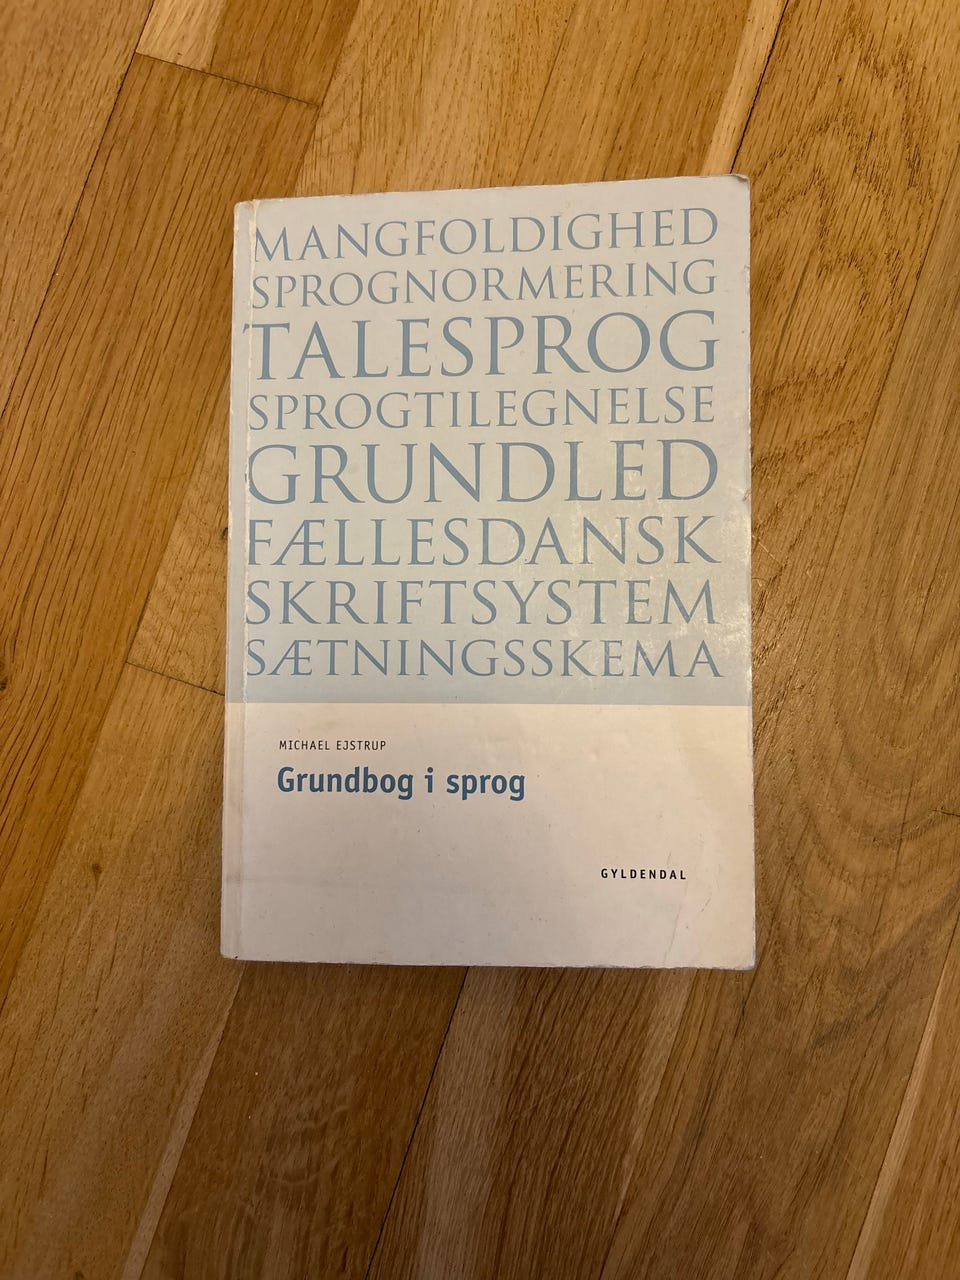 MANGFOLDIGHED
SPROGNORMERING
TALESPROG
SPROGTILEGNELSE
GRUNDLED
FÆLLESDANSK
SKRIFTSYSTEM
SÆTNINGSSKEMA
MICHAEL EJSTRUP
Grundbog i sprog
GYLDENDAL